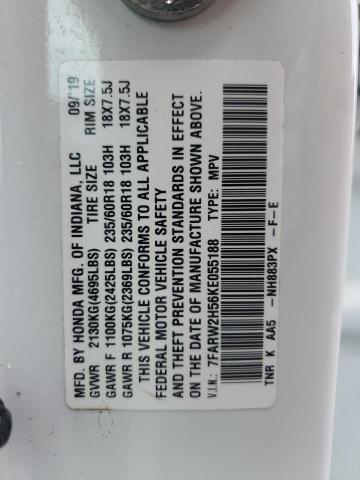 MFD. BY HONDA MFG. OF INDIANA, LLC 09/'19
GVWR 2130KG(4695LBS) TIRE SIZE RIM SIZE
GAWR F 1100KG(2425LBS) 235/60R18 103H 18X7.5J
GAWR R 1075KG(2369LBS) 235/60R18 103H 18X7.5J
THIS VEHICLE CONFORMS TO ALL APPLICABLE
FEDERAL MOTOR VEHICLE SAFETY BUMPER,
AND THEFT PREVENTION STANDARDS IN EFFECT
ON THE DATE OF MANUFACTURE SHOWN ABOVE.
V.I.N.: 7FARW2H56KE055188 TYPE: MPV
TNR K AA5 -NH883PX -F-E